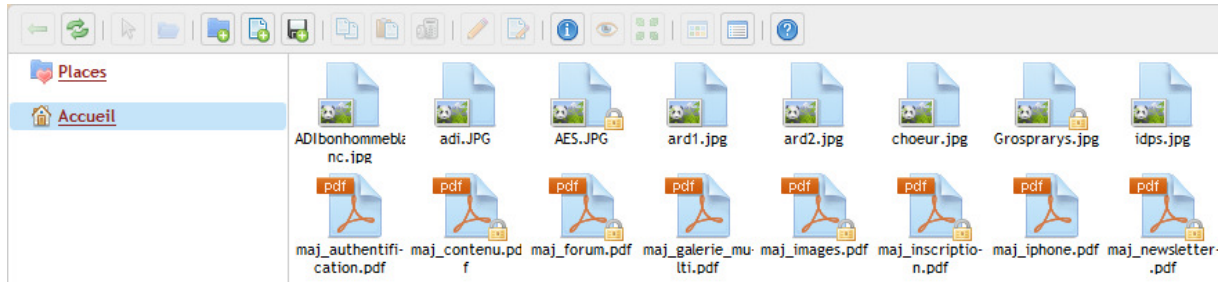 Places
Accueil
ADIbonhommebla
nc.jpg
adi.JPG
AES.JPG
ard1.jpg
ard2.jpg
choeur.jpg
Grosprarys.jpg
idps.jpg
pdf
pdf
pdf
pdf
pdf
pdf
pdf
pdf
maj_authentifi-
cation.pdf
maj_contenu.pd
f
maj_forum.pdf
maj_galerie_mu-
lti.pdf
maj_images.pdf
maj_inscriptio-
n.pdf
maj_iphone.pdf
maj_newsletter-
.pdf